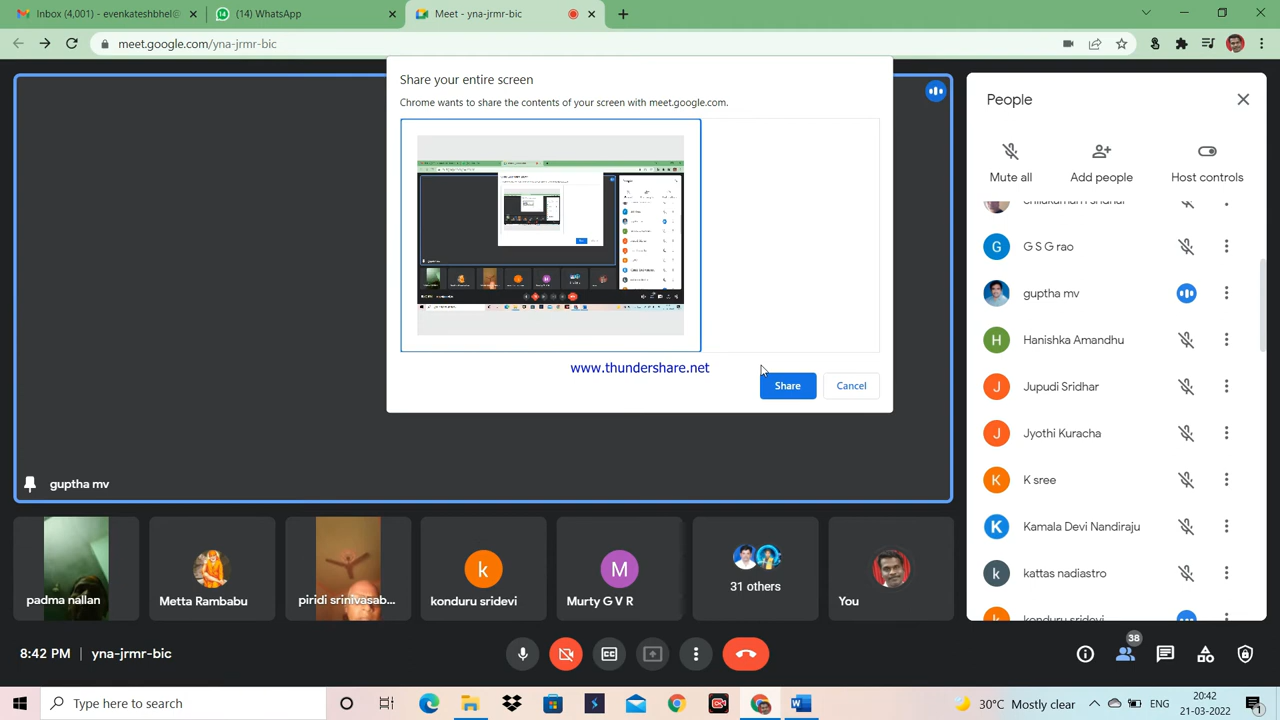 Inbox (4,001) - evenkateshbhel@
(14) WhatsApp
Meet - yna-jrmr-bic
meet.google.com/yna-jrmr-bic
Share your entire screen
Chrome wants to share the contents of your screen with meet.google.com.
www.thundershare.net
Share
Cancel
People
Mute all
Add people
Host controls
G S G rao
guptha mv
Hanishka Amandhu
Jupudi Sridhar
Jyothi Kuracha
K sree
Kamala Devi Nandiraju
kattas nadiastro
konduru sridevi
guptha mv
padma nallan
Metta Rambabu
piridi srinivasab...
k
konduru sridevi
M
Murty G V R
31 others
You
G
H
J
J
K
K
k
8:42 PM | yna-jrmr-bic
38
Type here to search
30°C Mostly clear
ENG
20:42
21-03-2022
1